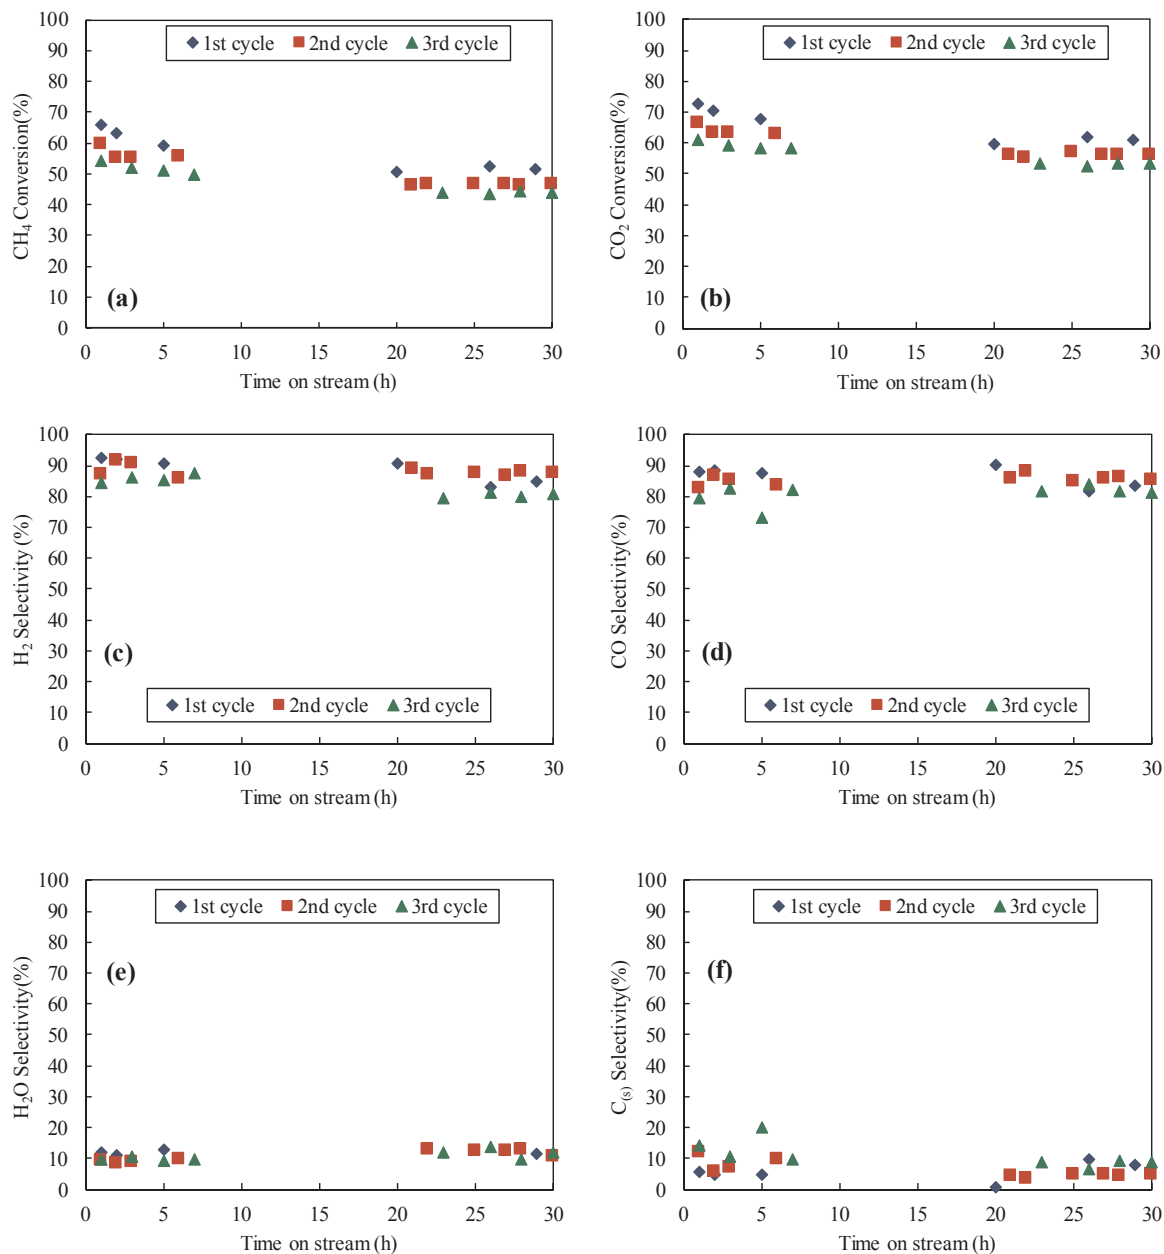 100
90
80
70
60
50
40
30
20
10
0
CH4 Conversion(%)
1st cycle 2nd cycle 3rd cycle
(a)
0 5 10 15 20 25 30
Time on stream (h)
100
90
80
70
60
50
40
30
20
10
0
CO2 Conversion(%)
1st cycle 2nd cycle 3rd cycle
(b)
0 5 10 15 20 25 30
Time on stream (h)
100
90
80
70
60
50
40
30
20
10
0
H2 Selectivity (%)
(c)
1st cycle 2nd cycle 3rd cycle
0 5 10 15 20 25 30
Time on stream (h)
100
90
80
70
60
50
40
30
20
10
0
CO Selectivity(%)
(d)
1st cycle 2nd cycle 3rd cycle
0 5 10 15 20 25 30
Time on stream (h)
100
90
80
70
60
50
40
30
20
10
0
H2O Selectivity(%)
1st cycle 2nd cycle 3rd cycle
(e)
0 5 10 15 20 25 30
Time on stream (h)
100
90
80
70
60
50
40
30
20
10
0
C(s) Selectivity(%)
1st cycle 2nd cycle 3rd cycle
(f)
0 5 10 15 20 25 30
Time on stream (h)